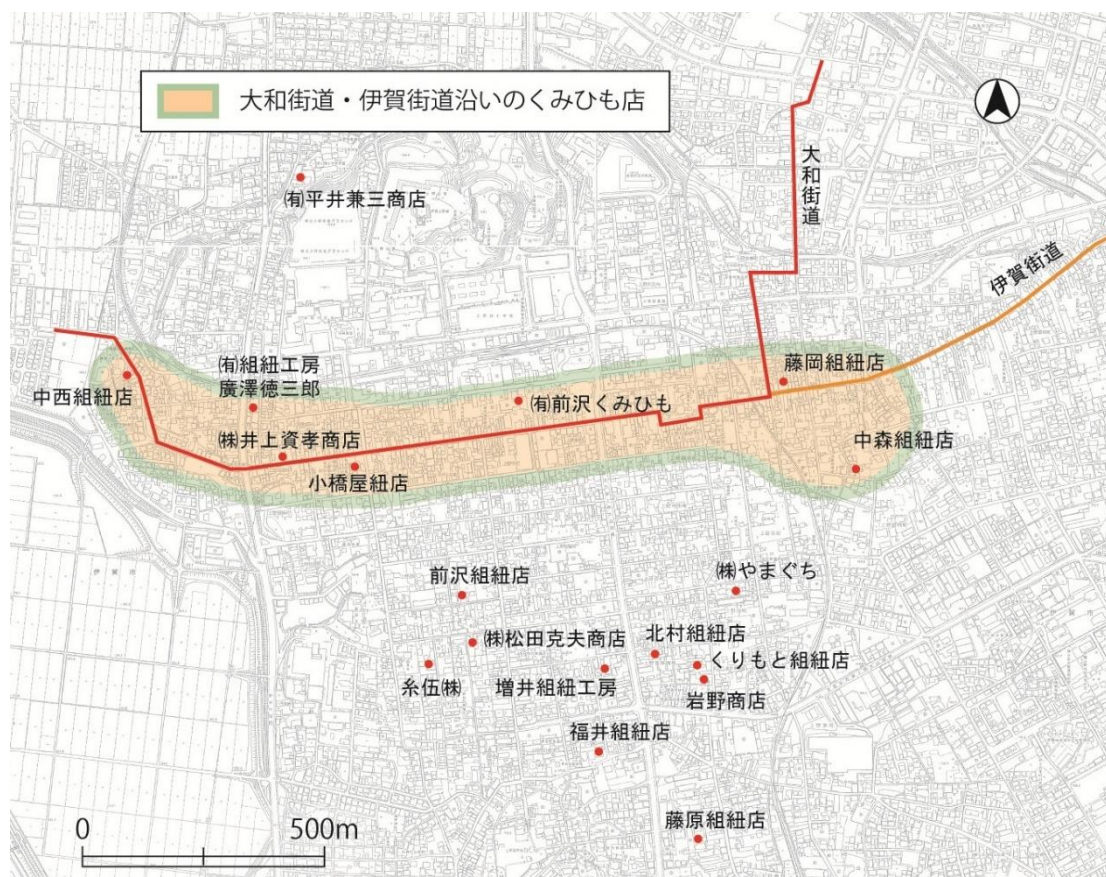 大和街道・伊賀街道沿いのくみひも店
大和街道
伊賀街道
㈲平井兼三商店
㈲組紐工房
廣澤徳三郎
藤岡組紐店
中西組紐店
㈲前沢くみひも
㈱井上資孝商店
中森組紐店
小橋屋紐店
前沢組紐店
㈱やまぐち
㈱松田克夫商店
北村組紐店
くりもと組紐店
糸伍㈱
増井組紐工房
岩野商店
福井組紐店
藤原組紐店
0
500m